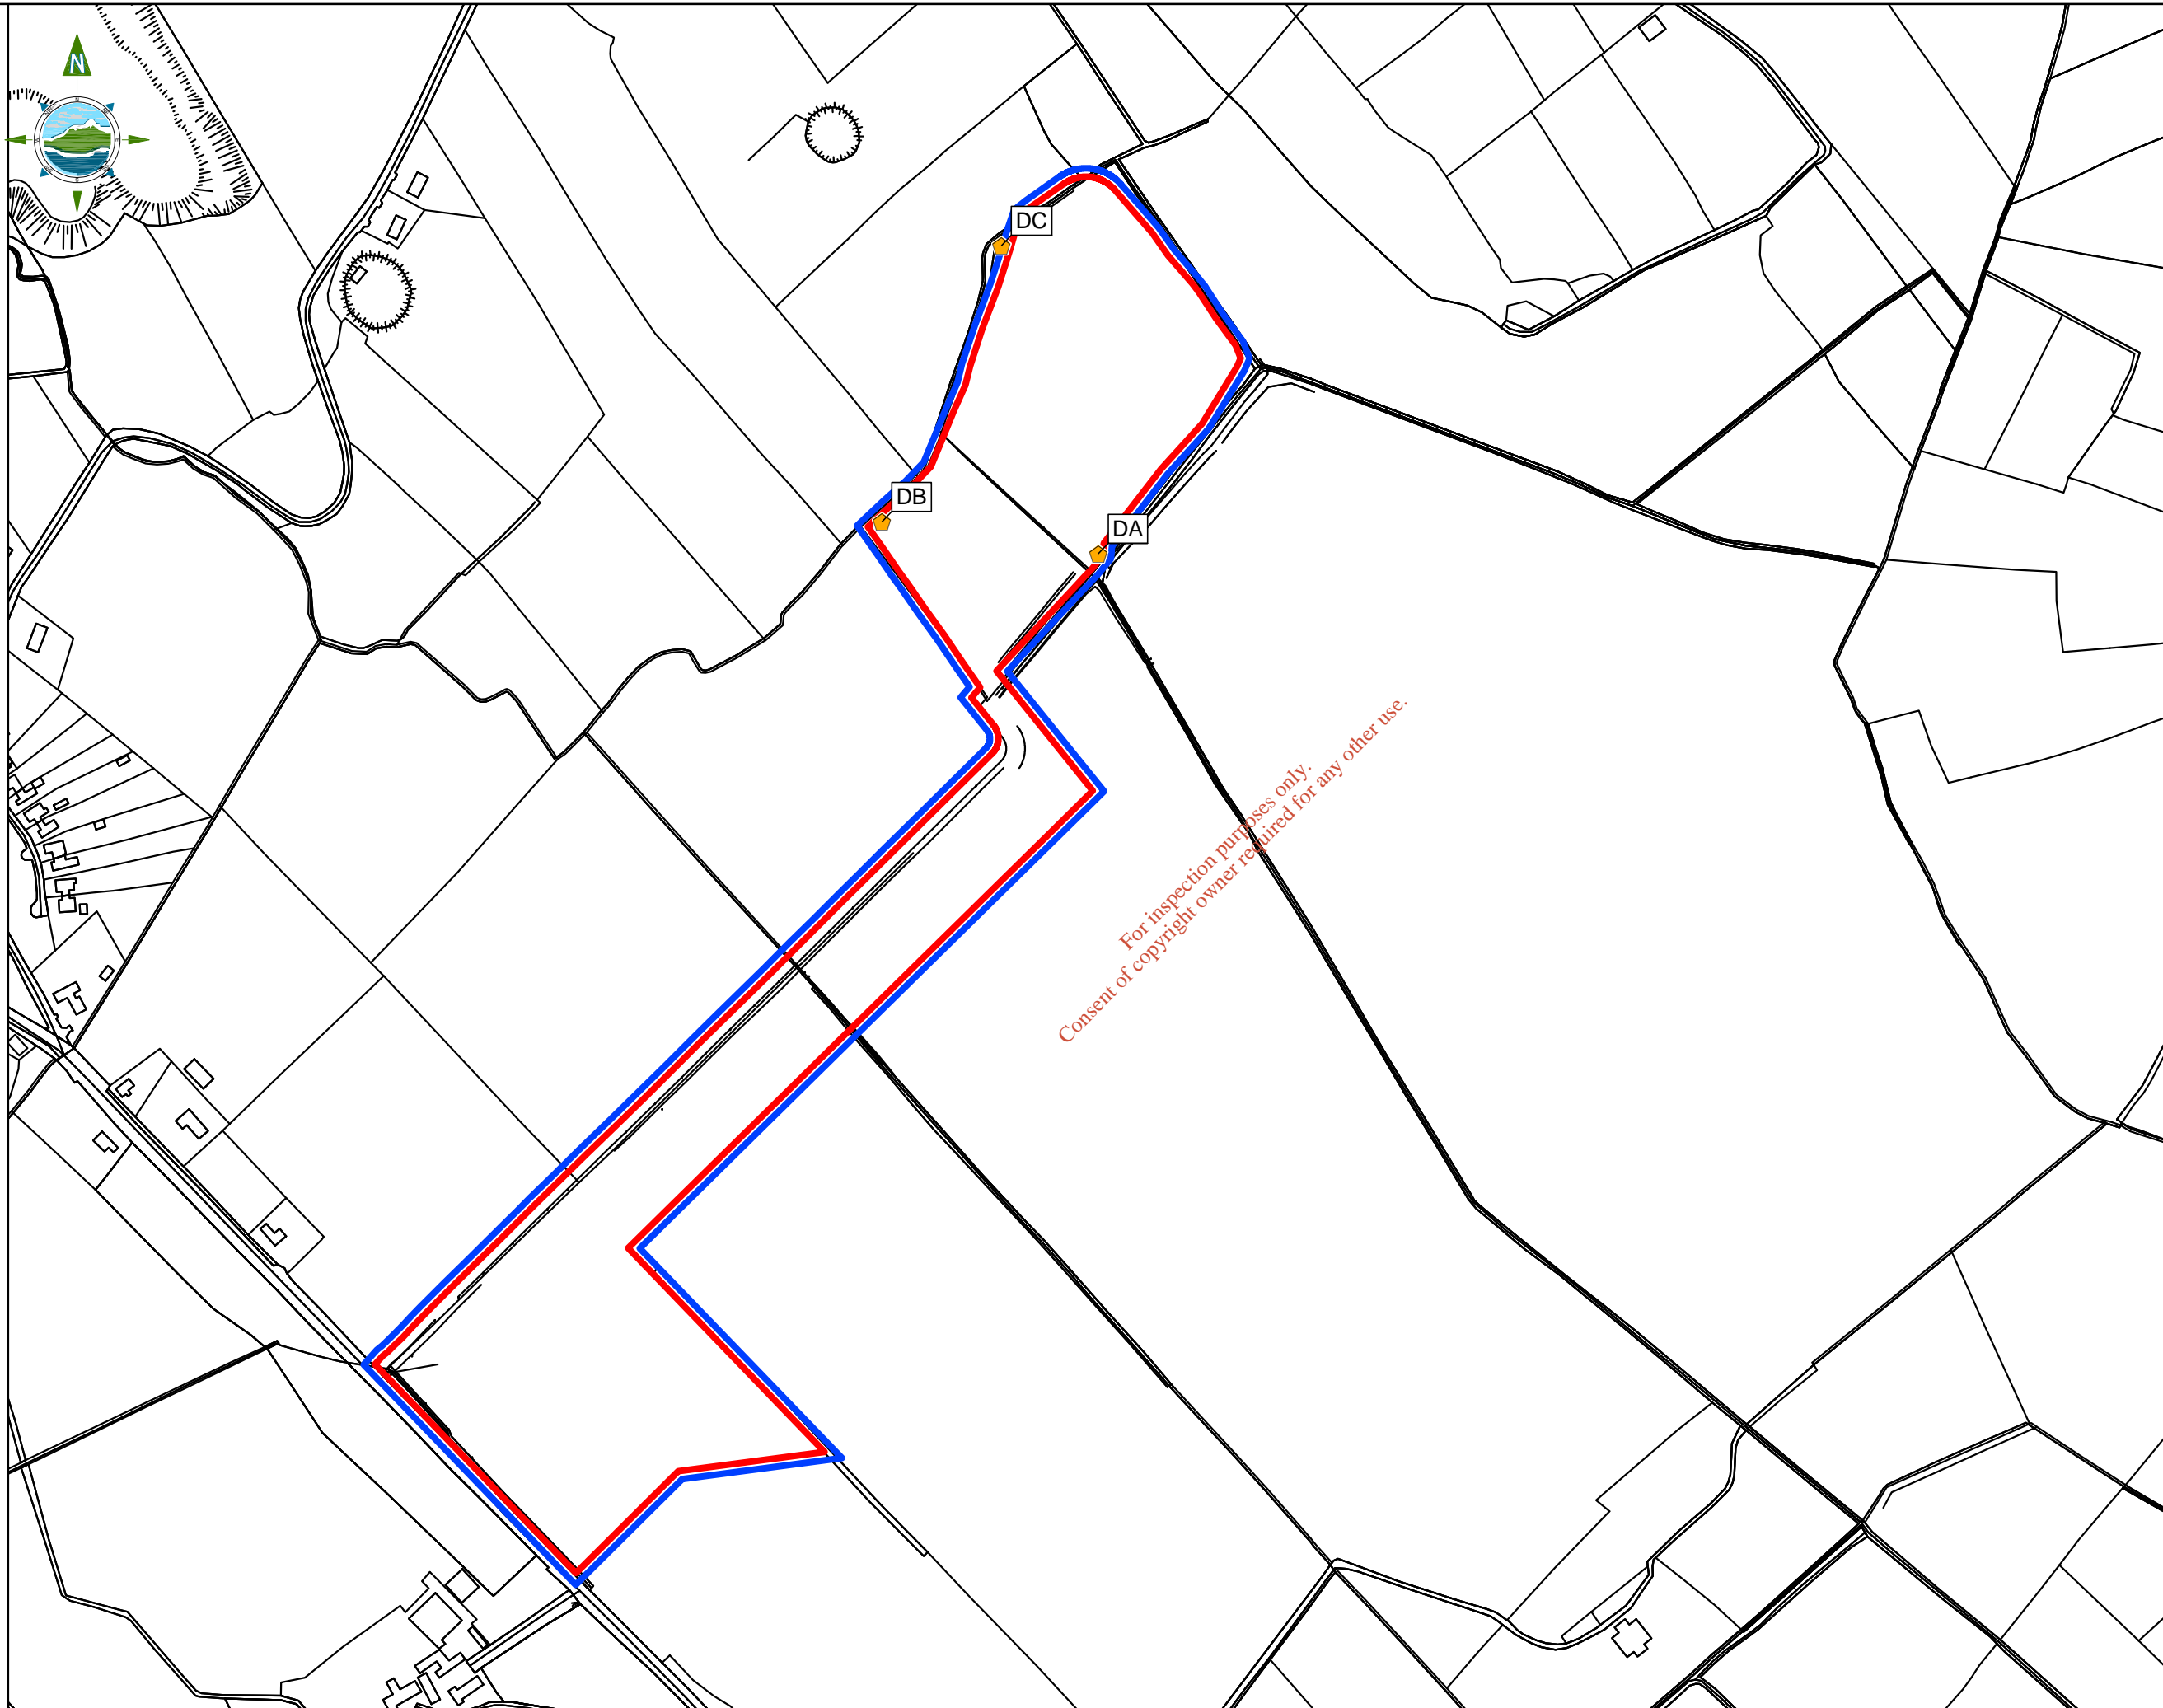 N
DC
DB
DA
For inspection purposes only.
Consent of copyright owner required for any other use.